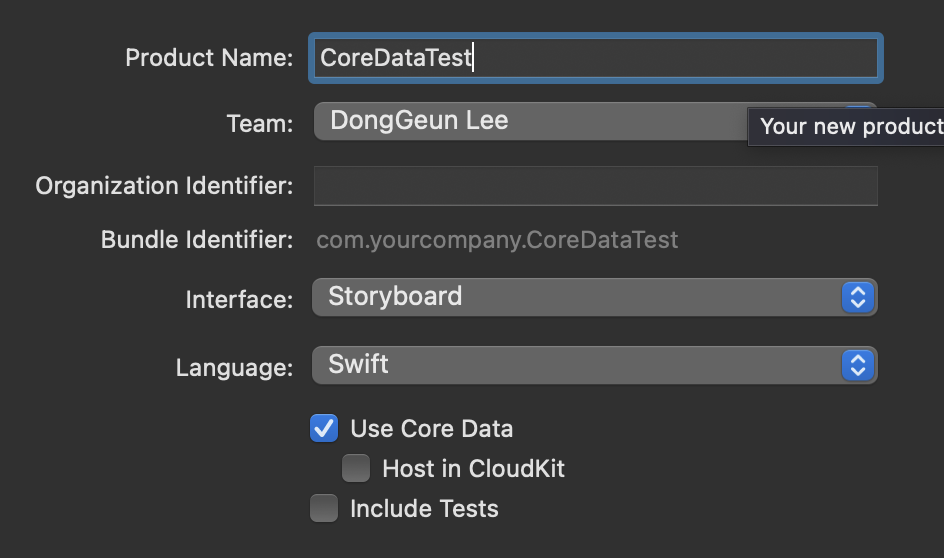 Product Name: CoreDataTest
Team: DongGeun Lee
Your new product
Organization Identifier:
Bundle Identifier: com.yourcompany.CoreDataTest
Interface: Storyboard
Language: Swift
Use Core Data
Host in CloudKit
Include Tests